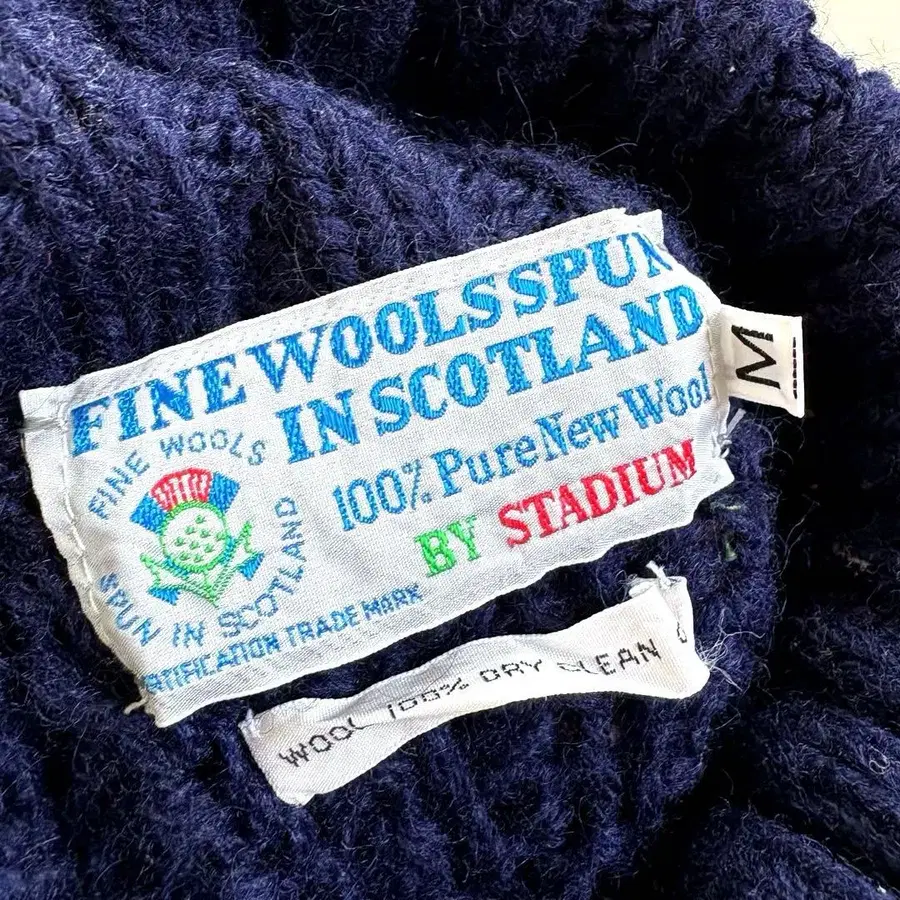 FINE WOOLS SPUN
IN SCOTLAND
100% Pure New Wool
BY STADIUM
FINE WOOLS
SPUN IN SCOTLAND
TRADE MARK
M
WOOL 100% DRY CLEAN